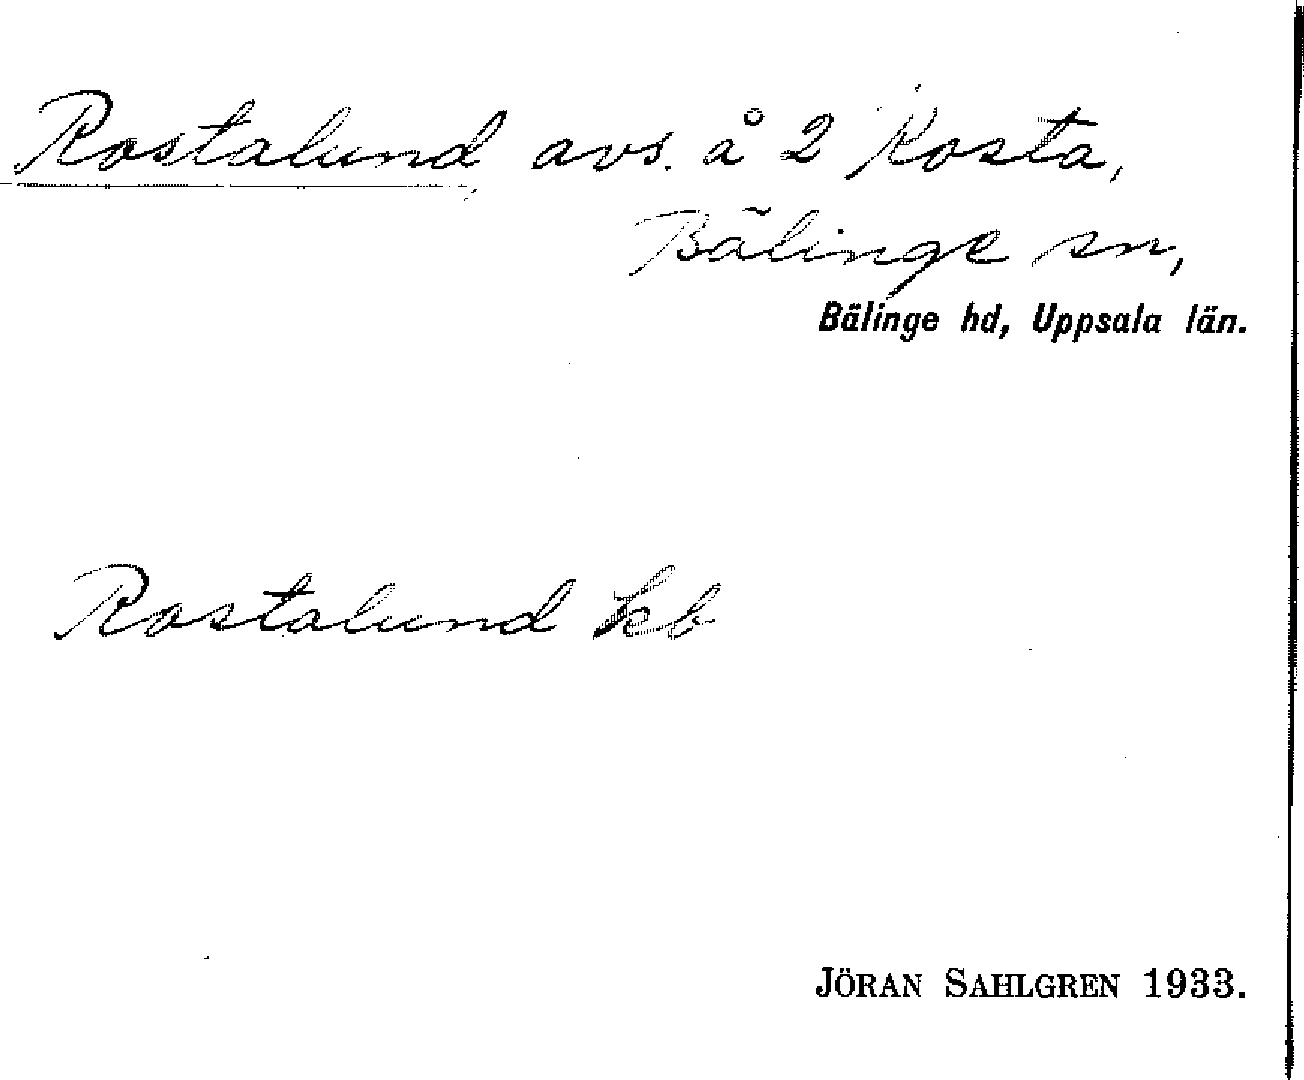 Rostalund, avs. å 2 Rosta,
Bälinge sn,
Bälinge hd, Uppsala län.
Rostalund kb
JÖRAN SAHLGREN 1933.